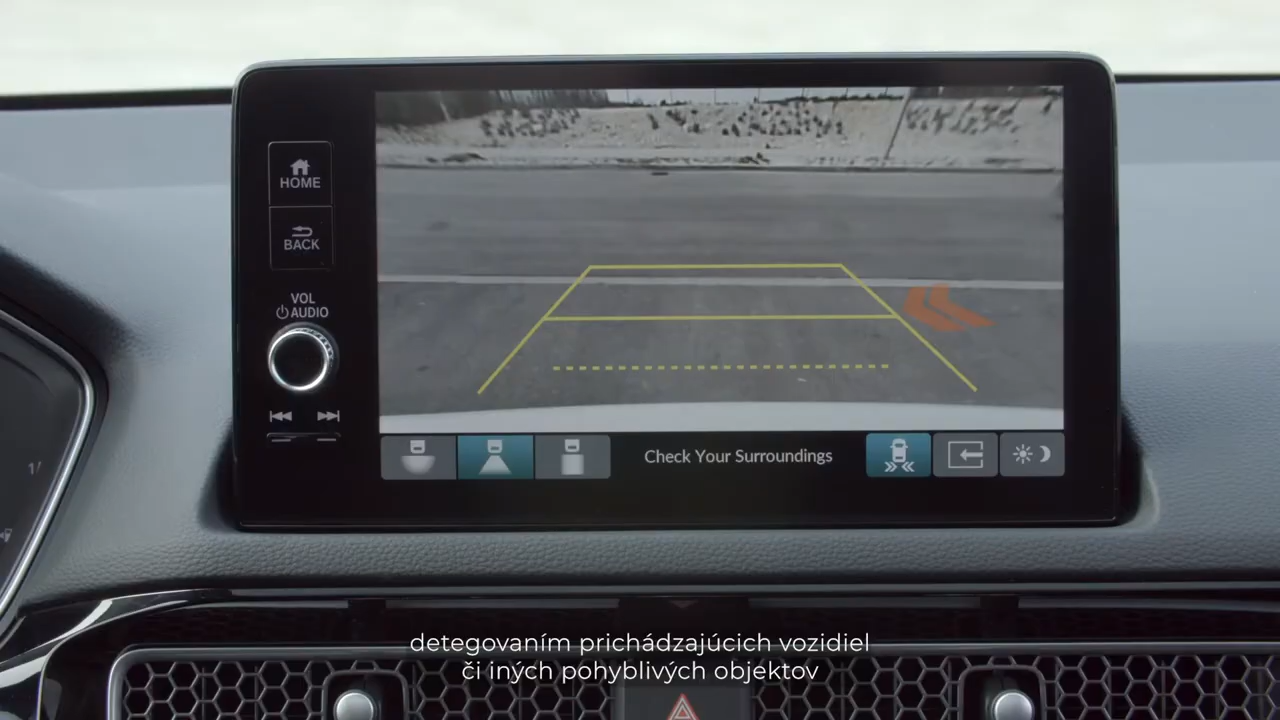 HOME
BACK
VOL
AUDIO
Check Your Surroundings
detegovaním prichádzajúcich vozidiel
či iných pohyblivých objektov